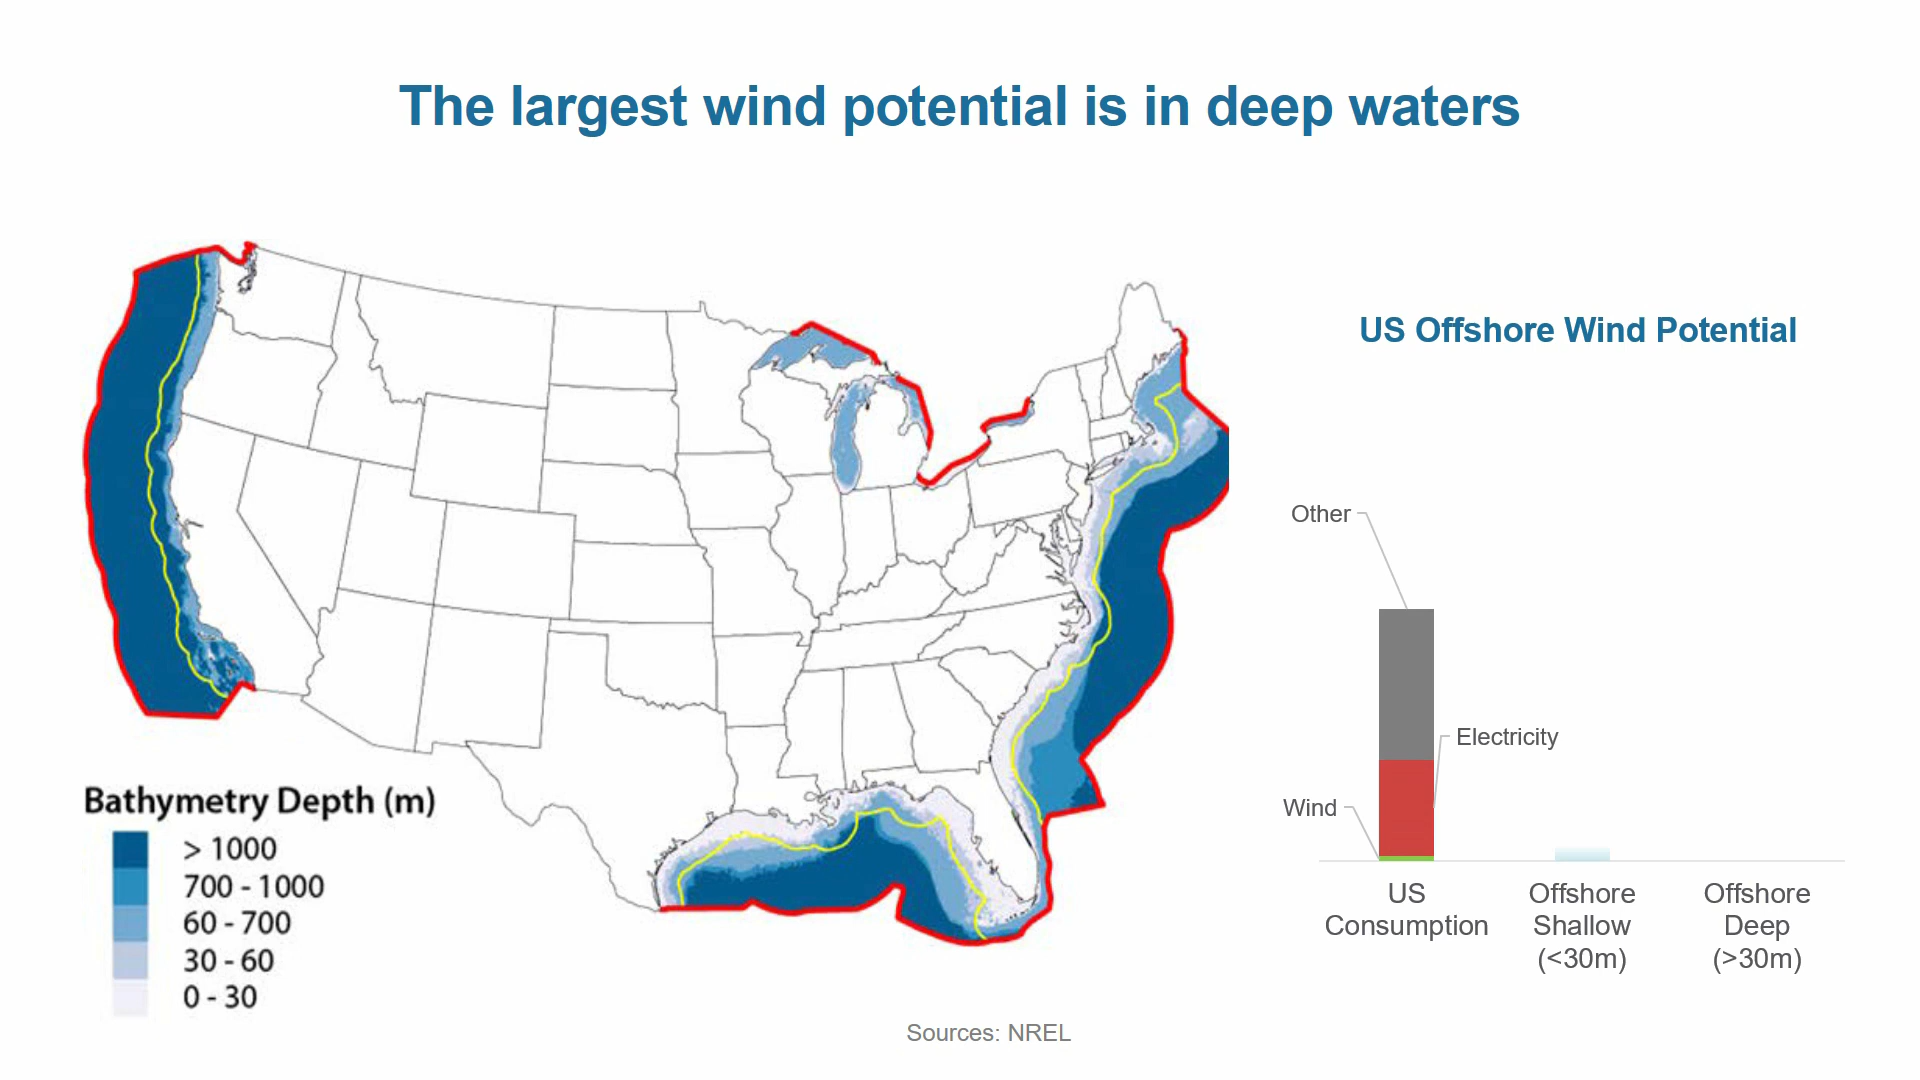 The largest wind potential is in deep waters
Bathymetry Depth (m)
> 1000
700 - 1000
60 - 700
30 - 60
0 - 30
US Offshore Wind Potential
Other
Electricity
Wind
US
Consumption
Offshore
Shallow
(<30m)
Offshore
Deep
(>30m)
Sources: NREL